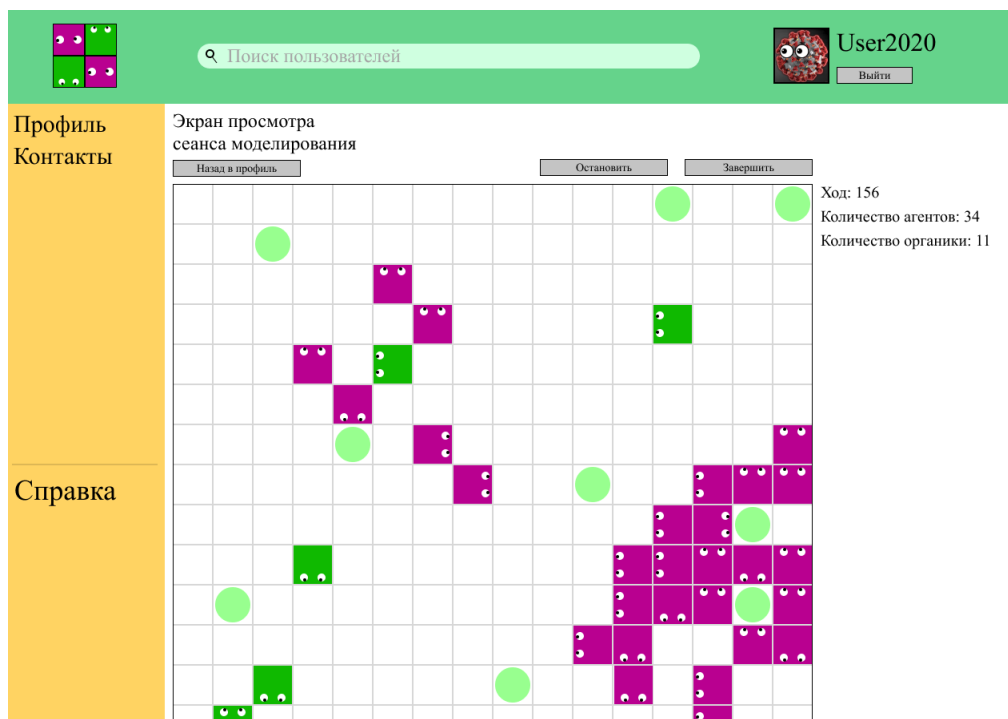 Поиск пользователей
User2020
Выйти
Профиль
Контакты
Справка
Экран просмотра
сеанса моделирования
Назад в профиль
Остановить
Завершить
Ход: 156
Количество агентов: 34
Количество органики: 11